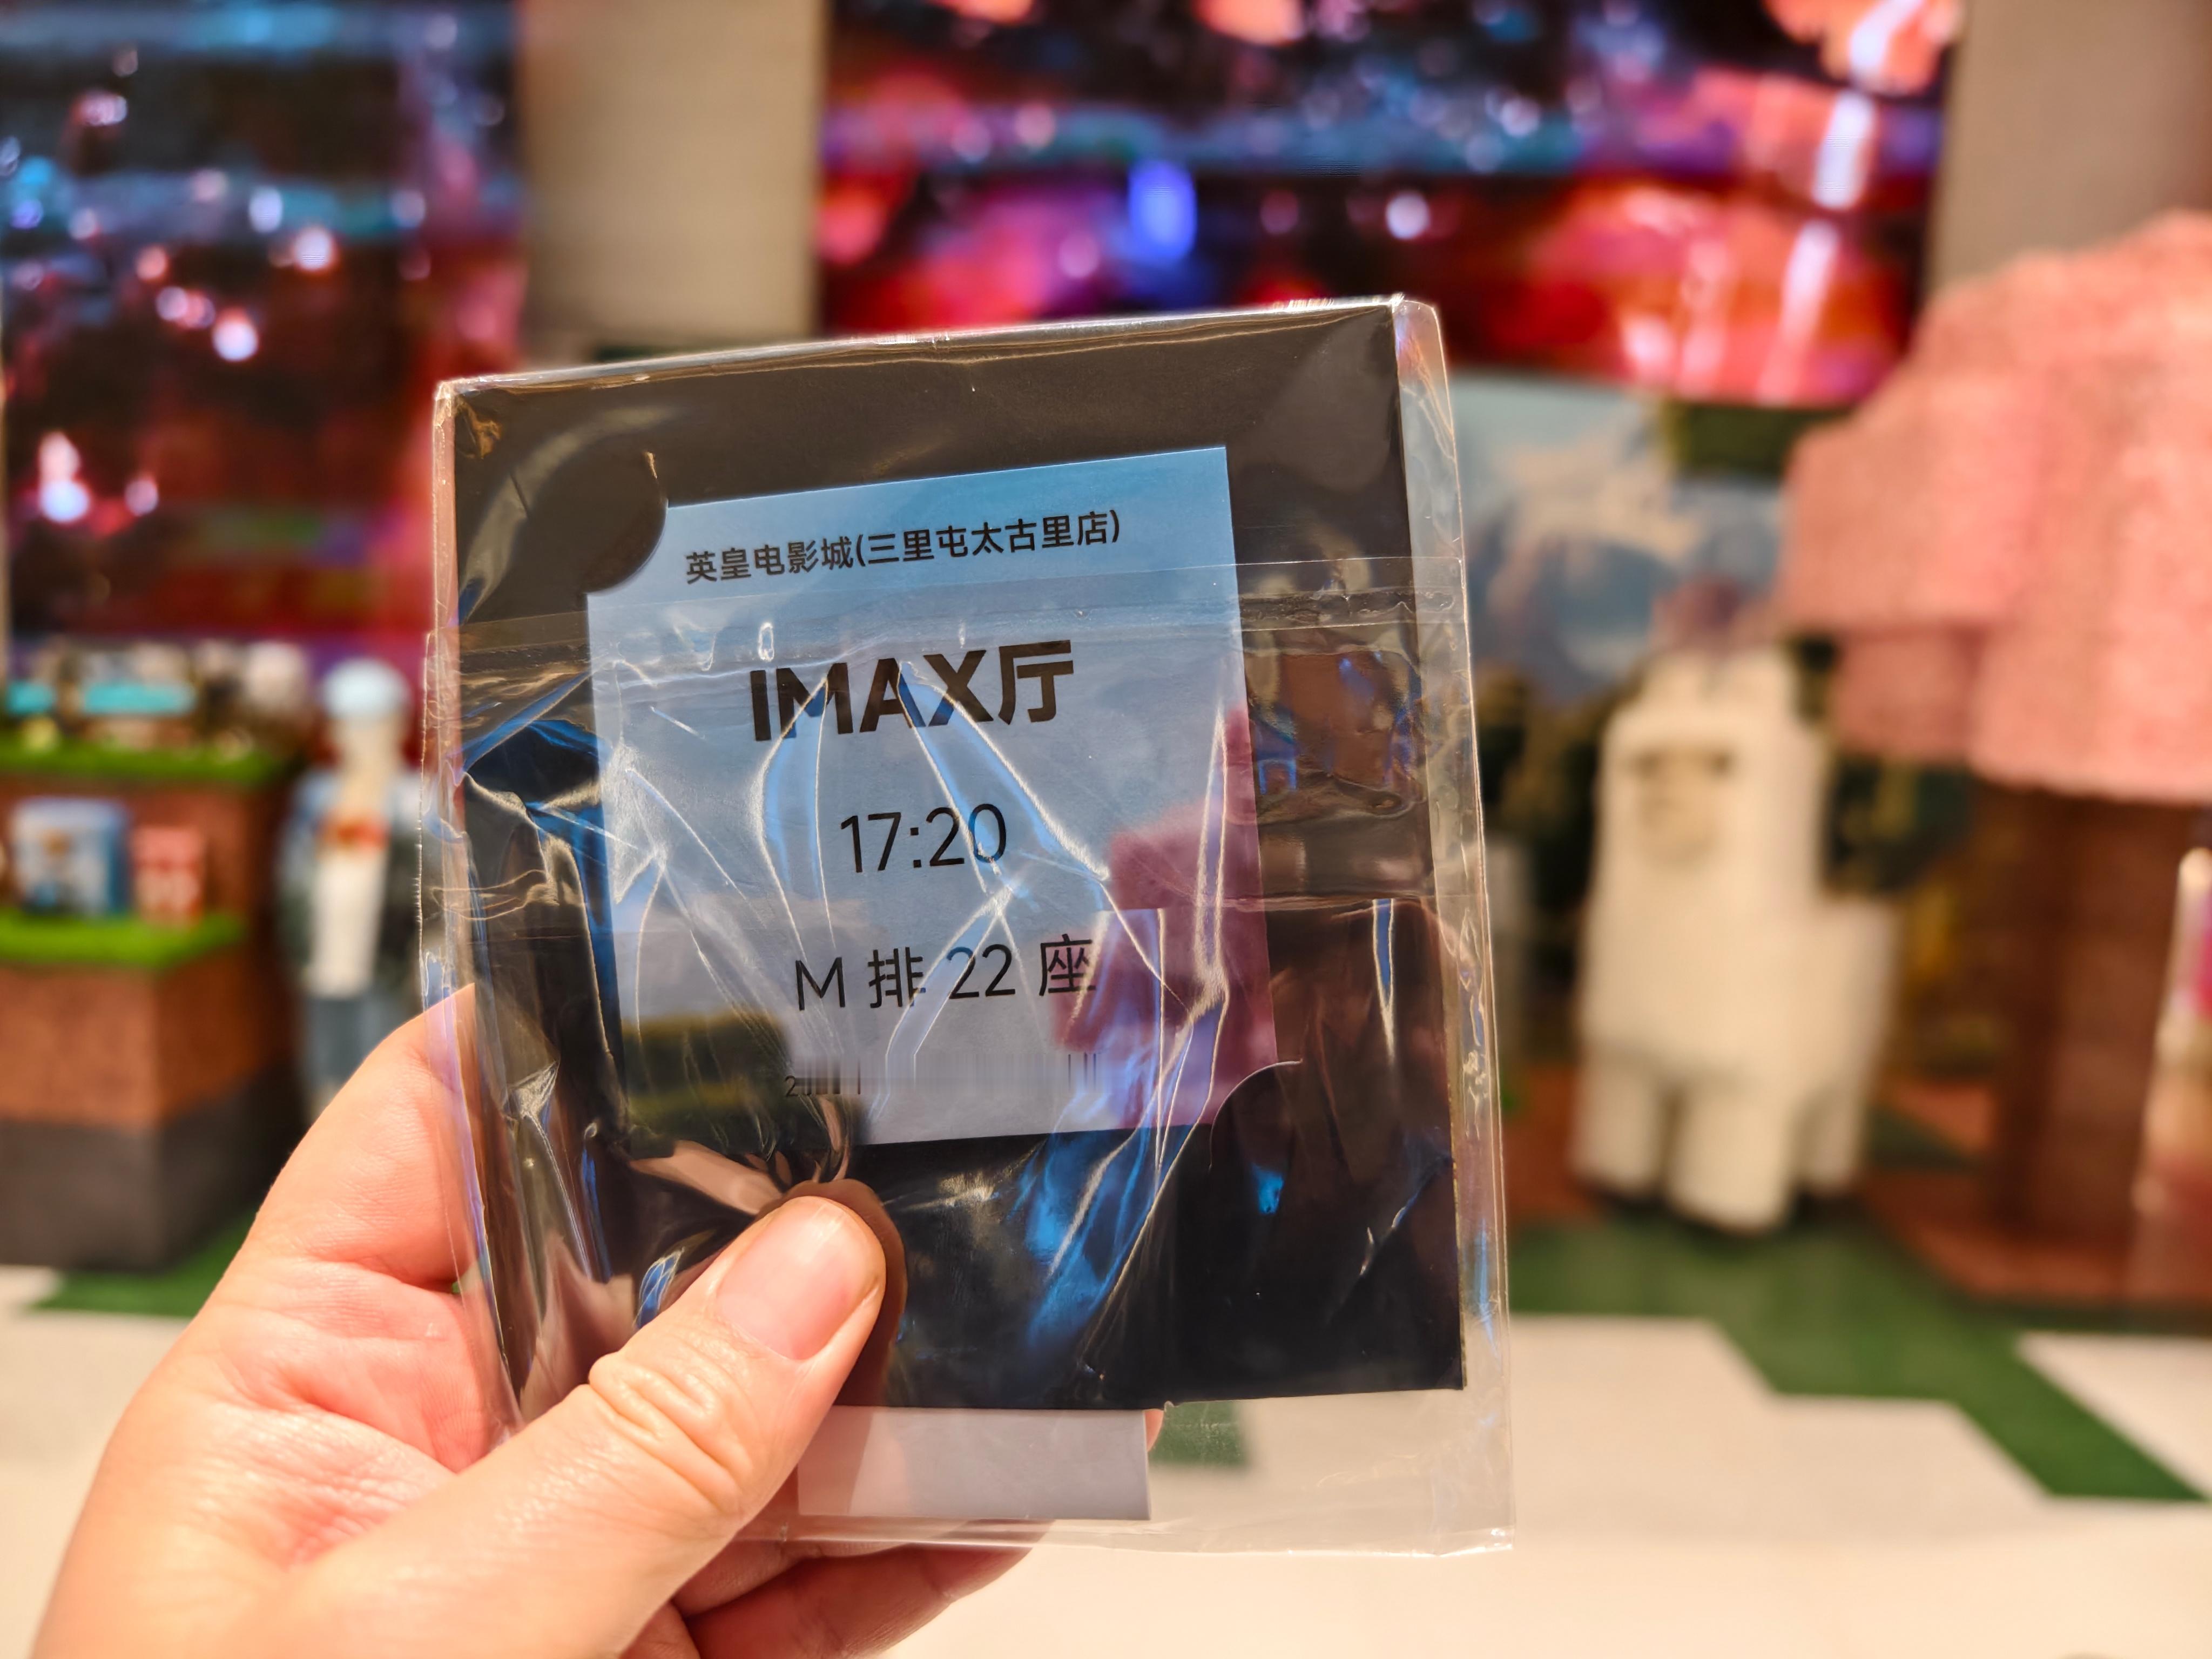 英皇电影城(三里屯太古里店)
IMAX厅
17:20
M 排 22 座